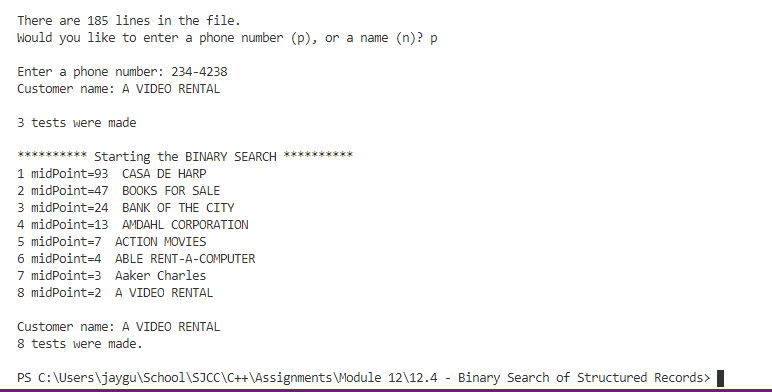 There are 185 lines in the file.
Would you like to enter a phone number (p), or a name (n)? p
Enter a phone number: 234-4238
Customer name: A VIDEO RENTAL
3 tests were made
********** Starting the BINARY SEARCH **********
1 midPoint=93  CASA DE HARP
2 midPoint=47  BOOKS FOR SALE
3 midPoint=24  BANK OF THE CITY
4 midPoint=13  AMDAHL CORPORATION
5 midPoint=7  ACTION MOVIES
6 midPoint=4  ABLE RENT-A-COMPUTER
7 midPoint=3  Aaker Charles
8 midPoint=2  A VIDEO RENTAL
Customer name: A VIDEO RENTAL
8 tests were made.
PS C:\Users\jaygu\School\SJCC\C++\Assignments\Module 12\12.4 - Binary Search of Structured Records>